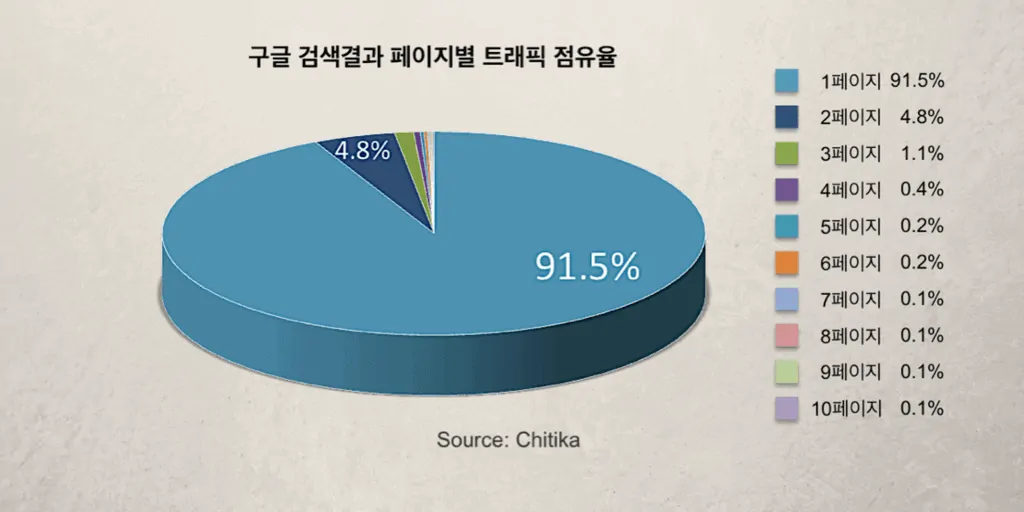 구글 검색결과 페이지별 트래픽 점유율
4.8%
91.5%
1페이지 91.5%
2페이지 4.8%
3페이지 1.1%
4페이지 0.4%
5페이지 0.2%
6페이지 0.2%
7페이지 0.1%
8페이지 0.1%
9페이지 0.1%
10페이지 0.1%
Source: Chitika